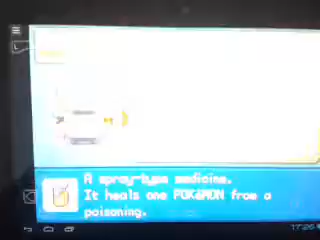 L
A spray-type medicine.
It heals one POKéMON from a
poisoning.